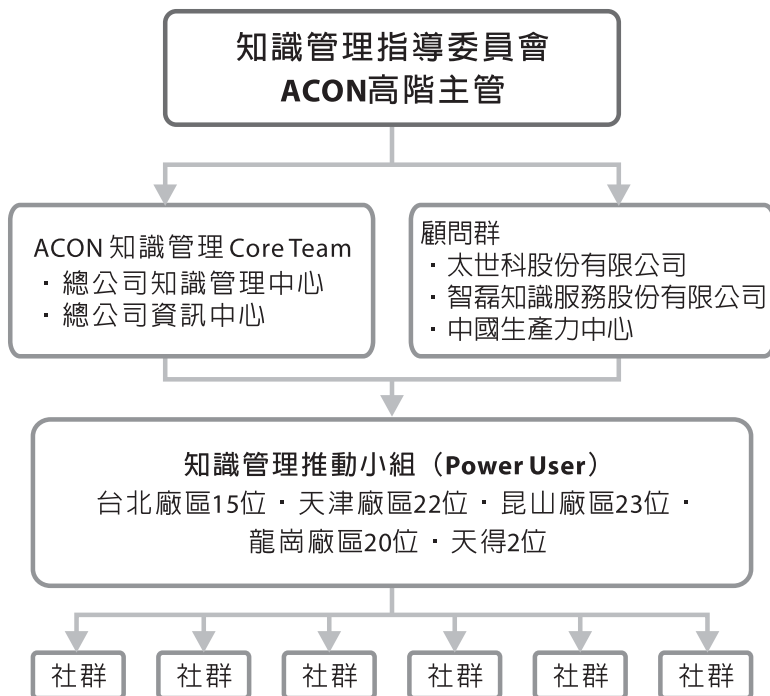 知識管理指導委員會
ACON高階主管
ACON 知識管理 Core Team
・總公司知識管理中心
・總公司資訊中心
顧問群
・太世科股份有限公司
・智磊知識服務股份有限公司
・中國生產力中心
知識管理推動小組（Power User）
台北廠區15位・天津廠區22位・昆山廠區23位・
龍崗廠區20位・天得2位
社群
社群
社群
社群
社群
社群